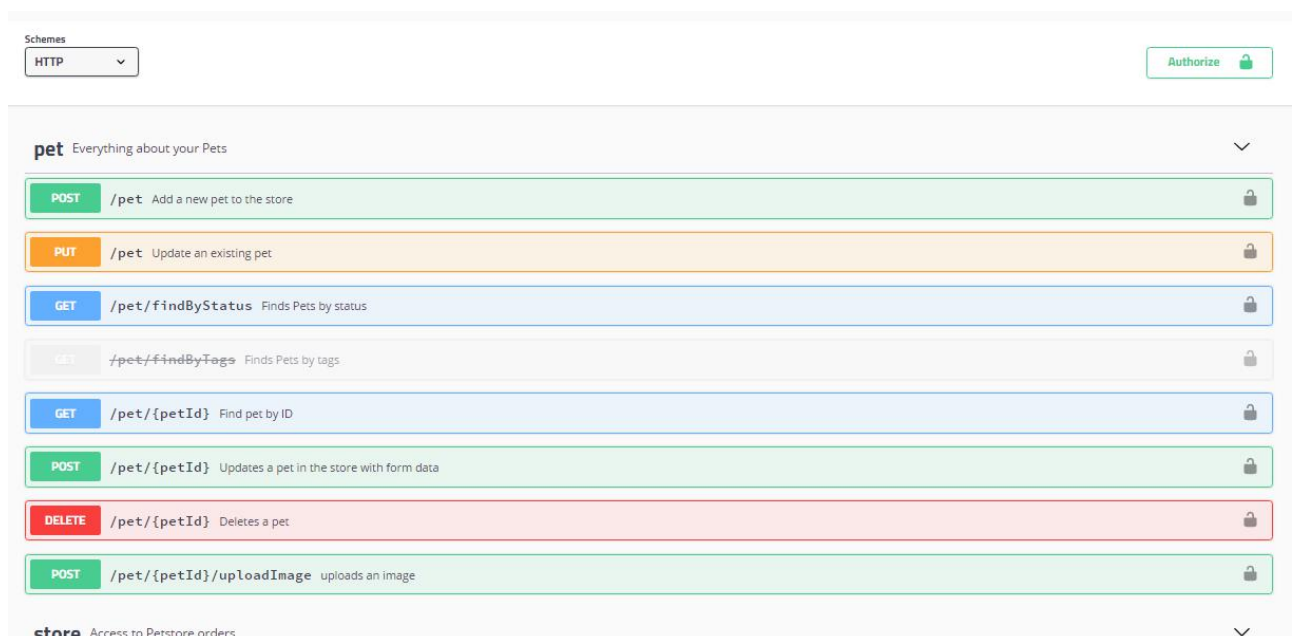 Schemes
HTTP
Authorize
pet Everything about your Pets
POST /pet Add a new pet to the store
PUT /pet Update an existing pet
GET /pet/findByStatus Finds Pets by status
GET /pet/findByTags Finds Pets by tags
GET /pet/{petId} Find pet by ID
POST /pet/{petId} Updates a pet in the store with form data
DELETE /pet/{petId} Deletes a pet
POST /pet/{petId}/uploadImage uploads an image
store Access to Petstore orders